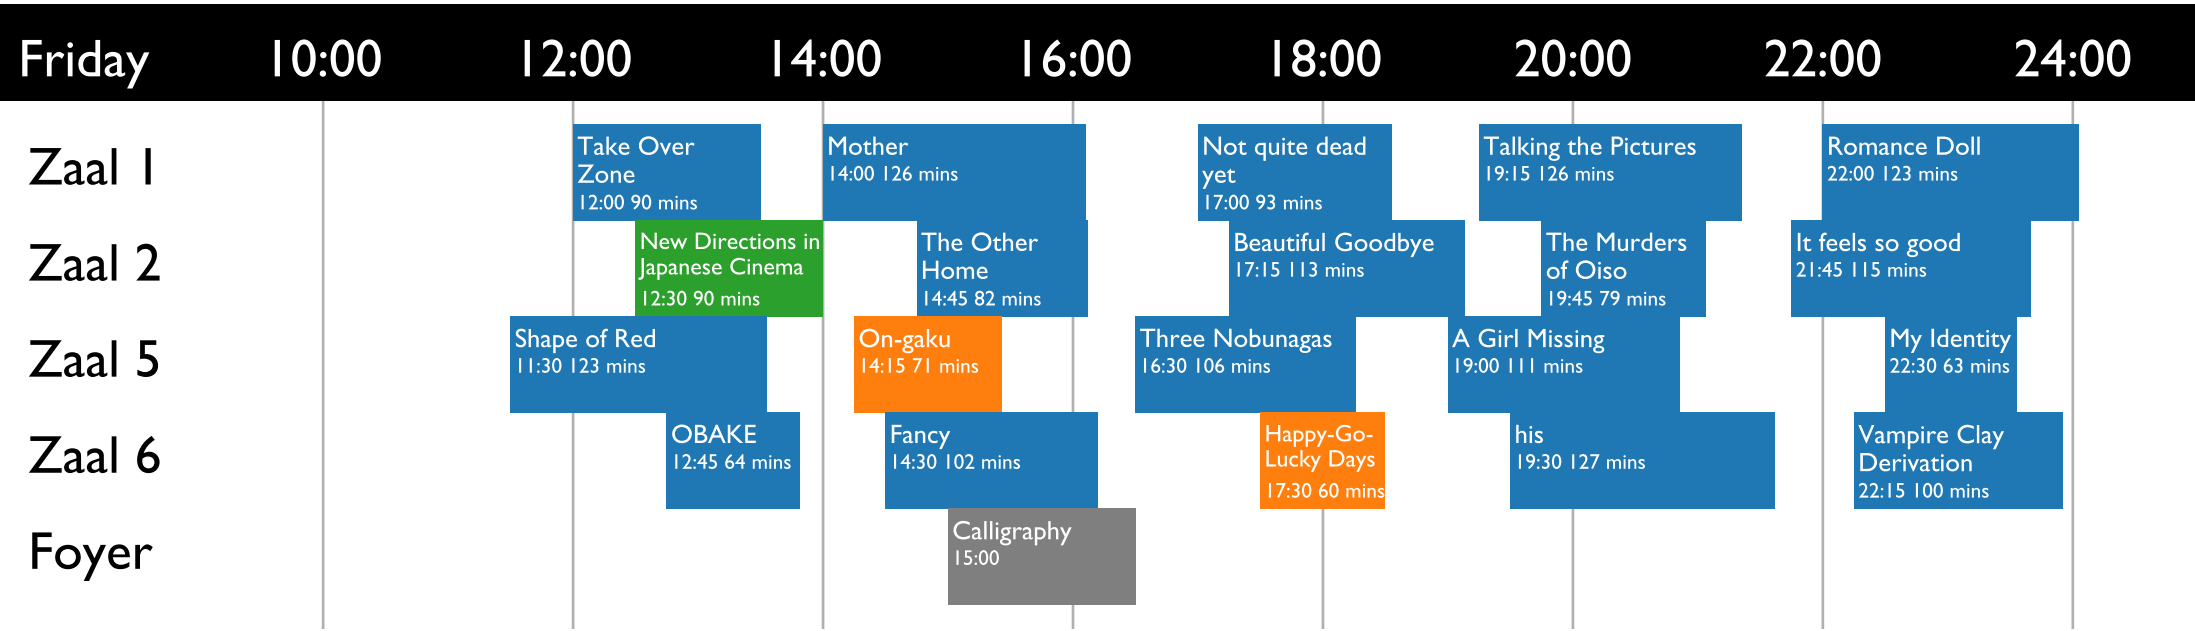 Friday 10:00 12:00 14:00 16:00 18:00 20:00 22:00 24:00
Zaal 1
Take Over
Zone
12:00 90 mins
Mother
14:00 126 mins
Not quite dead
yet
17:00 93 mins
Talking the Pictures
19:15 126 mins
Romance Doll
22:00 123 mins
Zaal 2
New Directions in
Japanese Cinema
12:30 90 mins
The Other
Home
14:45 82 mins
Beautiful Goodbye
17:15 113 mins
The Murders
of Oiso
19:45 79 mins
It feels so good
21:45 115 mins
Zaal 5
Shape of Red
11:30 123 mins
On-gaku
14:15 71 mins
Three Nobunagas
16:30 106 mins
A Girl Missing
19:00 111 mins
My Identity
22:30 63 mins
Zaal 6
OBAKE
12:45 64 mins
Fancy
14:30 102 mins
Happy-Go-
Lucky Days
17:30 60 mins
his
19:30 127 mins
Vampire Clay
Derivation
22:15 100 mins
Foyer
Calligraphy
15:00